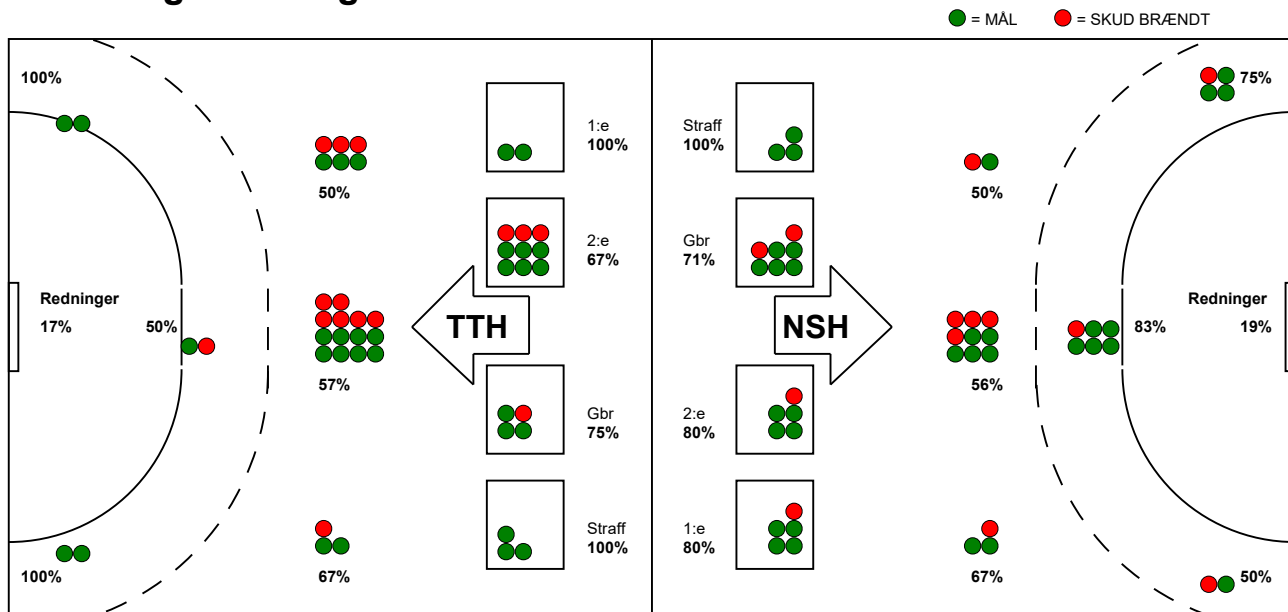 = MÅL
= SKUD BRÆNDT
100%
75%
1:e
100%
Straff
100%
50%
50%
2:e
67%
Gbr
71%
Redninger
17%
50%
TTH
NSH
83%
Redninger
19%
57%
56%
Gbr
75%
2:e
80%
Straff
100%
1:e
80%
100%
67%
67%
50%